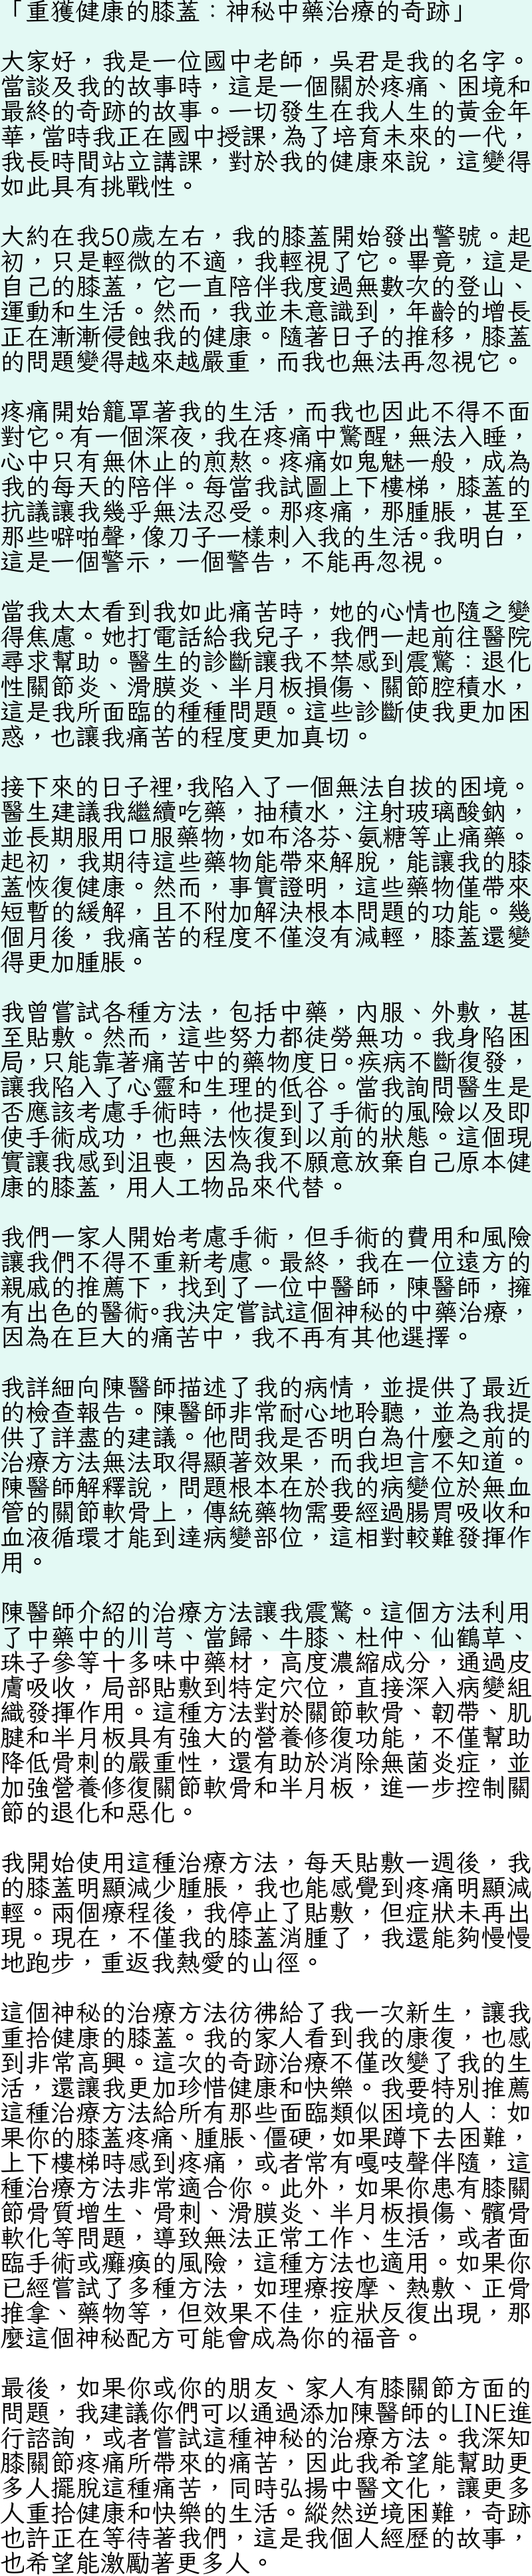 「重獲健康的膝蓋：神秘中藥治療的奇跡」
大家好，我是一位國中老師，吳君是我的名字。
當談及我的故事時，這是一個關於疼痛、困境和
最終的奇跡的故事。一切發生在我人生的黃金年
華，當時我正在國中授課，為了培育未來的一代，
我長時間站立講課，對於我的健康來說，這變得
如此具有挑戰性。
大約在我50歲左右，我的膝蓋開始發出警號。起
初，只是輕微的不適，我輕視了它。畢竟，這是
自己的膝蓋，它一直陪伴我度過無數次的登山、
運動和生活。然而，我並未意識到，年齡的增長
正在漸漸侵蝕我的健康。隨著日子的推移，膝蓋
的問題變得越來越嚴重，而我也無法再忽視它。
疼痛開始籠罩著我的生活，而我也因此不得不面
對它。有一個深夜，我在疼痛中驚醒，無法入睡，
心中只有無休止的煎熬。疼痛如鬼魅一般，成為
我的每天的陪伴。每當我試圖上下樓梯，膝蓋的
抗議讓我幾乎無法忍受。那疼痛，那腫脹，甚至
那些噼啪聲，像刀子一樣刺入我的生活。我明白，
這是一個警示，一個警告，不能再忽視。
當我太太看到我如此痛苦時，她的心情也隨之變
得焦慮。她打電話給我兒子，我們一起前往醫院
尋求幫助。醫生的診斷讓我不禁感到震驚：退化
性關節炎、滑膜炎、半月板損傷、關節腔積水，
這是我所面臨的種種問題。這些診斷使我更加困
惑，也讓我痛苦的程度更加真切。
接下來的日子裡，我陷入了一個無法自拔的困境。
醫生建議我繼續吃藥，抽積水，注射玻璃酸鈉，
並長期服用口服藥物，如布洛芬、氨糖等止痛藥。
起初，我期待這些藥物能帶來解脫，能讓我的膝
蓋恢復健康。然而，事實證明，這些藥物僅帶來
短暫的緩解，且不附加解決根本問題的功能。幾
個月後，我痛苦的程度不僅沒有減輕，膝蓋還變
得更加腫脹。
我曾嘗試各種方法，包括中藥，內服、外敷，甚
至貼敷。然而，這些努力都徒勞無功。我身陷困
局，只能靠著痛苦中的藥物度日。疾病不斷復發，
讓我陷入了心靈和生理的低谷。當我詢問醫生是
否應該考慮手術時，他提到了手術的風險以及即
使手術成功，也無法恢復到以前的狀態。這個現
實讓我感到沮喪，因為我不願意放棄自己原本健
康的膝蓋，用人工物品來代替。
我們一家人開始考慮手術，但手術的費用和風險
讓我們不得不重新考慮。最終，我在一位遠方的
親戚的推薦下，找到了一位中醫師，陳醫師，擁
有出色的醫術。我決定嘗試這個神秘的中藥治療，
因為在巨大的痛苦中，我不再有其他選擇。
我詳細向陳醫師描述了我的病情，並提供了最近
的檢查報告。陳醫師非常耐心地聆聽，並為我提
供了詳盡的建議。他問我是否明白為什麼之前的
治療方法無法取得顯著效果，而我坦言不知道。
陳醫師解釋說，問題根本在於我的病變位於無血
管的關節軟骨上，傳統藥物需要經過腸胃吸收和
血液循環才能到達病變部位，這相對較難發揮作
用。
陳醫師介紹的治療方法讓我震驚。這個方法利用
了中藥中的川芎、當歸、牛膝、杜仲、仙鶴草、
珠子參等十多味中藥材，高度濃縮成分，通過皮
膚吸收，局部貼敷到特定穴位，直接深入病變組
織發揮作用。這種方法對於關節軟骨、韌帶、肌
腱和半月板具有強大的營養修復功能，不僅幫助
降低骨刺的嚴重性，還有助於消除無菌炎症，並
加強營養修復關節軟骨和半月板，進一步控制關
節的退化和惡化。
我開始使用這種治療方法，每天貼敷一週後，我
的膝蓋明顯減少腫脹，我也能感覺到疼痛明顯減
輕。兩個療程後，我停止了貼敷，但症狀未再出
現。現在，不僅我的膝蓋消腫了，我還能夠慢慢
地跑步，重返我熱愛的山徑。
這個神秘的治療方法彷彿給了我一次新生，讓我
重拾健康的膝蓋。我的家人看到我的康復，也感
到非常高興。這次的奇跡治療不僅改變了我的生
活，還讓我更加珍惜健康和快樂。我要特別推薦
這種治療方法給所有那些面臨類似困境的人：如
果你的膝蓋疼痛、腫脹、僵硬，如果蹲下去困難，
上下樓梯時感到疼痛，或者常有嘎吱聲伴隨，這
種治療方法非常適合你。此外，如果你患有膝關
節骨質增生、骨刺、滑膜炎、半月板損傷、髕骨
軟化等問題，導致無法正常工作、生活，或者面
臨手術或癱瘓的風險，這種方法也適用。如果你
已經嘗試了多種方法，如理療按摩、熱敷、正骨
推拿、藥物等，但效果不佳，症狀反復出現，那
麼這個神秘配方可能會成為你的福音。
最後，如果你或你的朋友、家人有膝關節方面的
問題，我建議你們可以通過添加陳醫師的LINE進
行諮詢，或者嘗試這種神秘的治療方法。我深知
膝關節疼痛所帶來的痛苦，因此我希望能幫助更
多人擺脫這種痛苦，同時弘揚中醫文化，讓更多
人重拾健康和快樂的生活。縱然逆境困難，奇跡
也許正在等待著我們，這是我個人經歷的故事，
也希望能激勵著更多人。